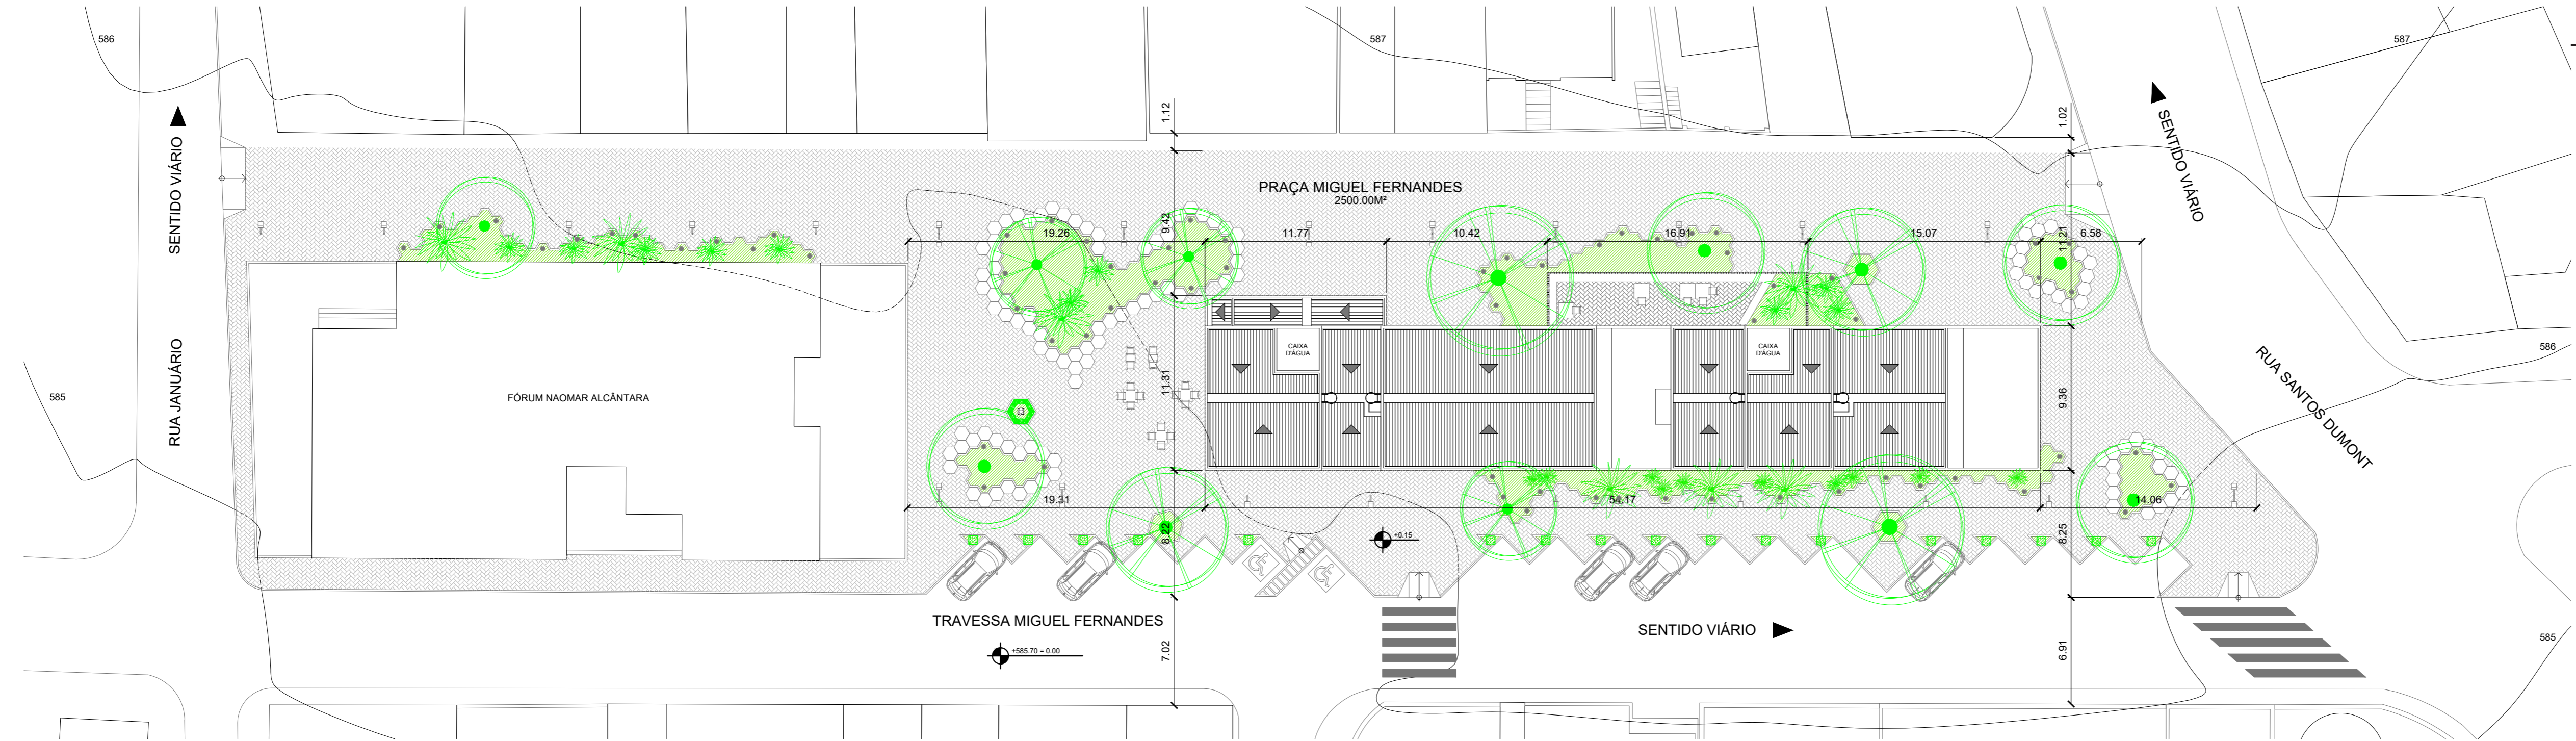 586
587
587
SENTIDO VIÁRIO
1.12
1.02
SENTIDO VIÁRIO
PRAÇA MIGUEL FERNANDES
2500.00M²
9.42
19.26
11.77
10.42
16.91
15.07
11.21
6.58
RUA JANUÁRIO
585
FÓRUM NAOMAR ALCÂNTARA
11.31
CAIXA
D'ÁGUA
CAIXA
D'ÁGUA
9.36
586
RUA SANTOS DUMONT
19.31
54.17
14.06
8.22
+0.15
8.25
TRAVESSA MIGUEL FERNANDES
SENTIDO VIÁRIO
+585.70 = 0.00
7.02
6.91
585